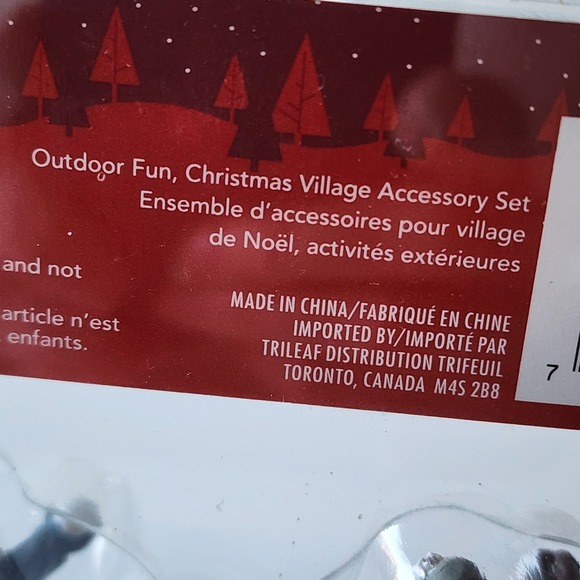 Outdoor Fun, Christmas Village Accessory Set
Ensemble d'accessoires pour village
de Noël, activités extérieures
and not
article n'est
enfants.
MADE IN CHINA/FABRIQUÉ EN CHINE
IMPORTED BY/IMPORTÉ PAR
TRILEAF DISTRIBUTION TRIFEUIL
TORONTO, CANADA M4S 2B8
7